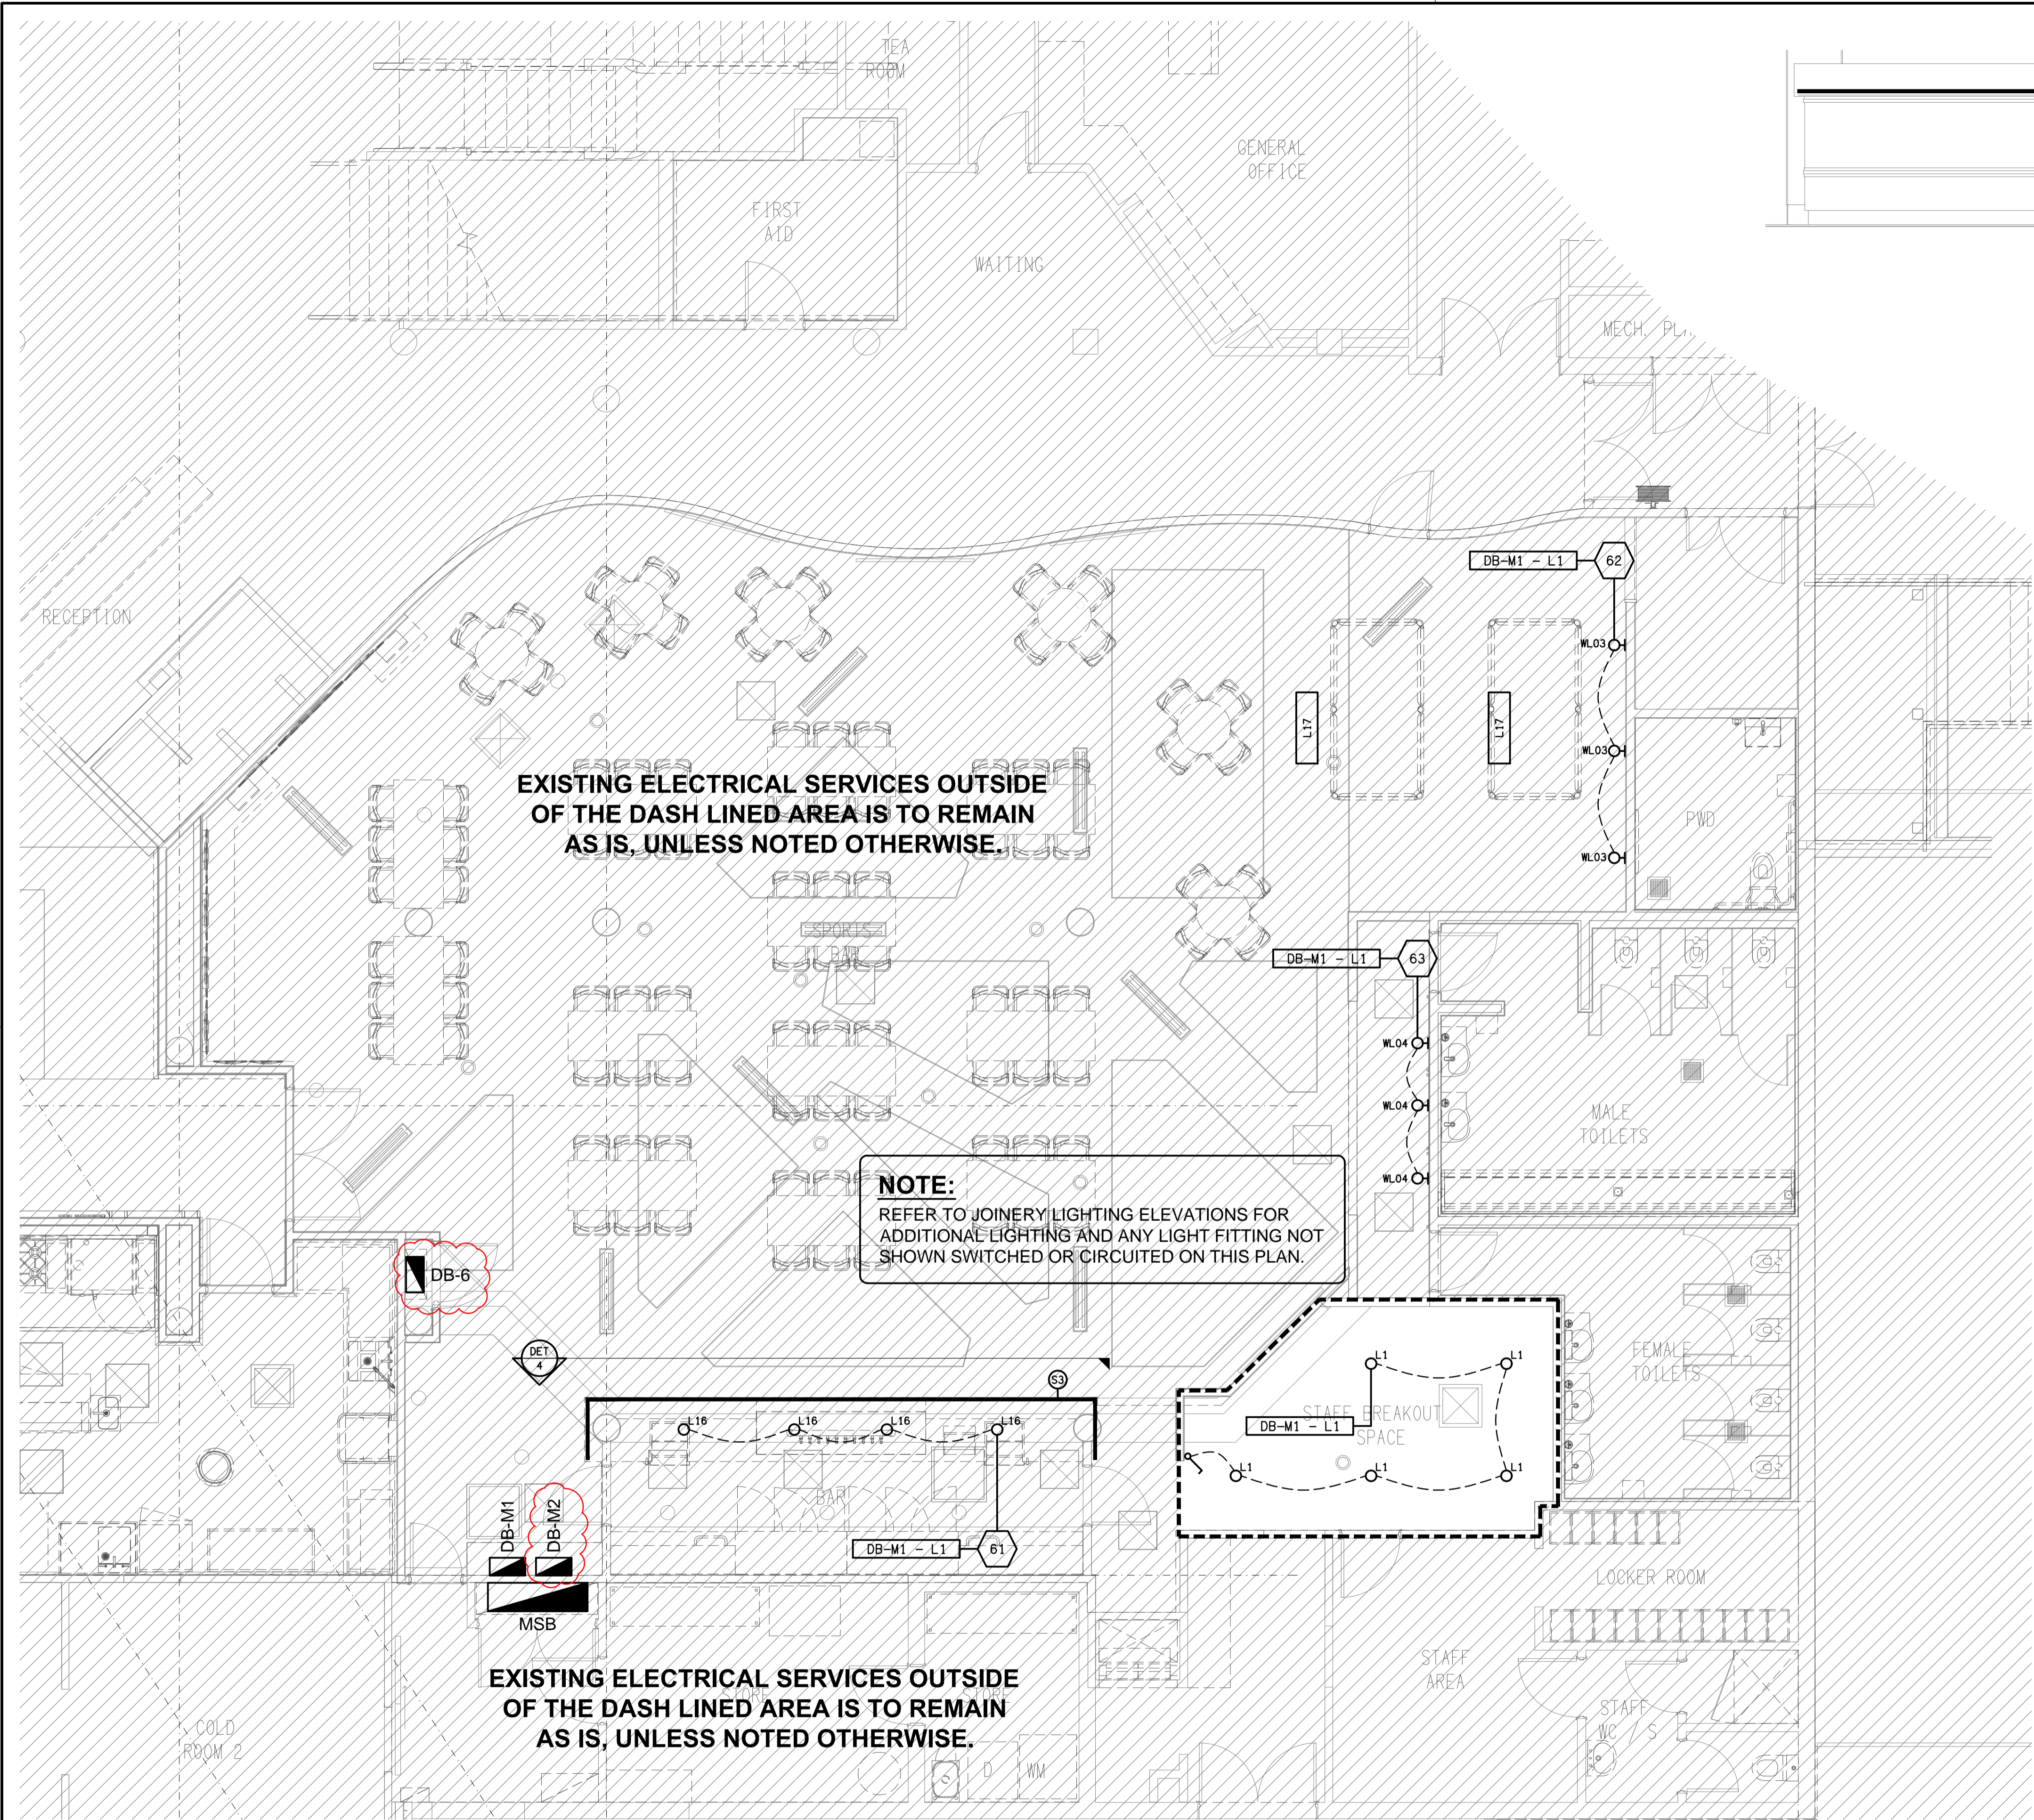 TEA
ROOM
GENERAL
OFFICE
FIRST
AID
WAITING
MECH. PL
RECEPTION
DB-M1 - L1
62
WL03
L17
L17
WL03
EXISTING ELECTRICAL SERVICES OUTSIDE
OF THE DASH LINED AREA IS TO REMAIN
AS IS, UNLESS NOTED OTHERWISE.
PWD
WL03
SPORTS
BAR
DB-M1 - L1
63
WL04
WL04
MALE
TOILETS
WL04
NOTE:
REFER TO JOINERY LIGHTING ELEVATIONS FOR
ADDITIONAL LIGHTING AND ANY LIGHT FITTING NOT
SHOWN SWITCHED OR CIRCUITED ON THIS PLAN.
DB-6
DET
4
S3
L1
L1
FEMALE
TOILETS
L16
L16
L16
L16
STAFF BREAKOUT
SPACE
DB-M1 - L1
L1
L1
L1
BAR
DB-M1
DB-M2
DB-M1 - L1
61
MSB
LOCKER ROOM
STAFF
AREA
EXISTING ELECTRICAL SERVICES OUTSIDE
OF THE DASH LINED AREA IS TO REMAIN
AS IS, UNLESS NOTED OTHERWISE.
STORE
STORE
STAFF
WC / S
COLD
ROOM 2
D
WM